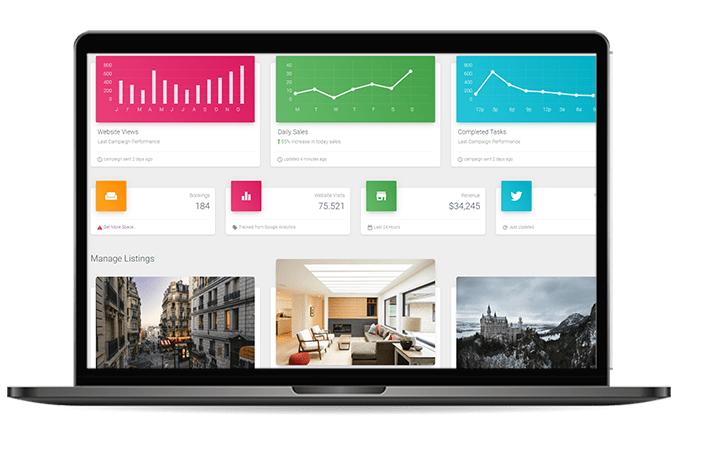 800
600
400
200
0
J F M A M J J A S O N D
40
30
20
10
0
M T W T F S S
800
600
400
200
0
12p 3p 6p 9p 12p 3a 6a 9a
Website Views
Last Campaign Performance
campaign sent 2 days ago
Daily Sales
55% increase in today sales
updated 4 minutes ago
Completed Tasks
Last Campaign Performance
campaign sent 2 days ago
Bookings
184
Get More Space...
Website Visits
75.521
Tracked from Google Analytics
Revenue
$34,245
Last 24 Hours
Just Updated
Manage Listings